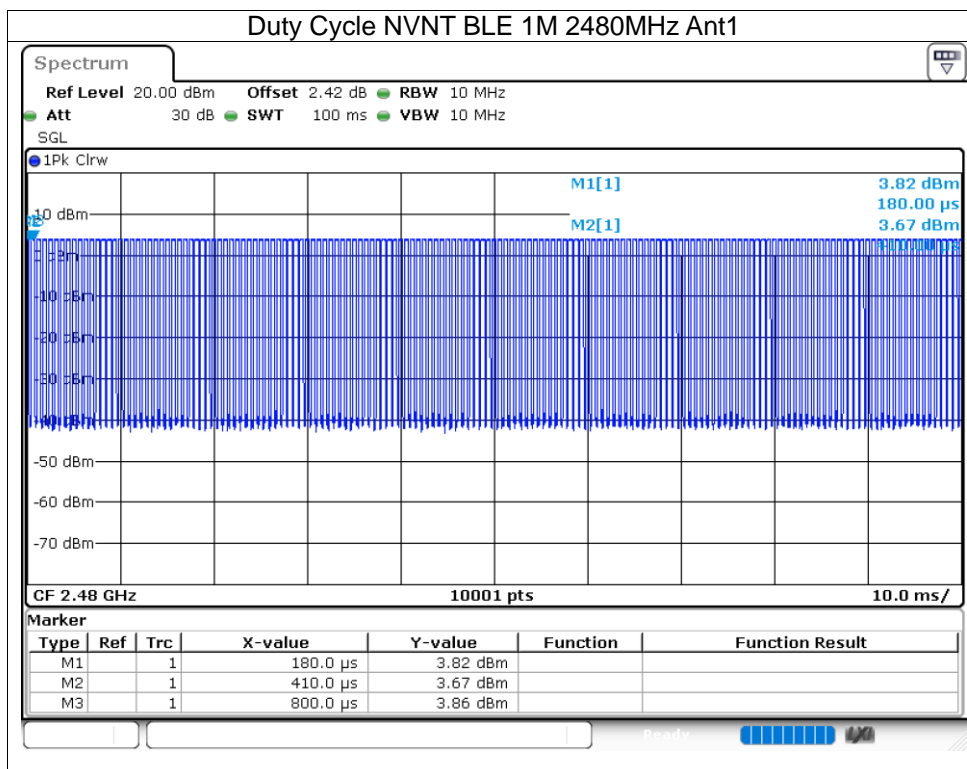 Duty Cycle NVNT BLE 1M 2480MHz Ant1
Spectrum
Ref Level 20.00 dBm Offset 2.42 dB RBW 10 MHz
Att 30 dB SWT 100 ms VBW 10 MHz
SGL
1Pk Clrw
M1[1] 3.82 dBm
180.00 µs
10 dBm
M2[1] 3.67 dBm
-10 dBm
-20 dBm
-30 dBm
-40 dBm
-50 dBm
-60 dBm
-70 dBm
CF 2.48 GHz 10001 pts 10.0 ms/
Marker
Type Ref Trc X-value Y-value Function Function Result
M1 1 180.0 µs 3.82 dBm
M2 1 410.0 µs 3.67 dBm
M3 1 800.0 µs 3.86 dBm
Ready LXI